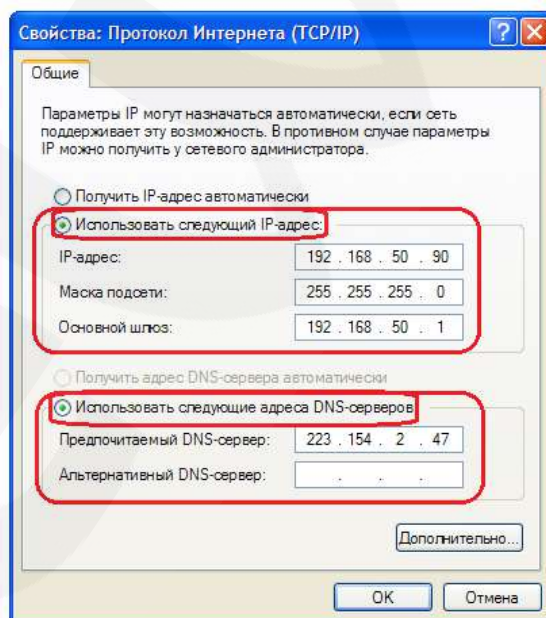 Свойства: Протокол Интернета (TCP/IP)
Общие
Параметры IP могут назначаться автоматически, если сеть
поддерживает эту возможность. В противном случае параметры
IP можно получить у сетевого администратора.
Получить IP-адрес автоматически
Использовать следующий IP-адрес:
IP-адрес: 192 . 168 . 50 . 90
Маска подсети: 255 . 255 . 255 . 0
Основной шлюз: 192 . 168 . 50 . 1
Получить адрес DNS-сервера автоматически
Использовать следующие адреса DNS-серверов
Предпочитаемый DNS-сервер: 223 . 154 . 2 . 47
Альтернативный DNS-сервер: . . .
Дополнительно...
OK Отмена